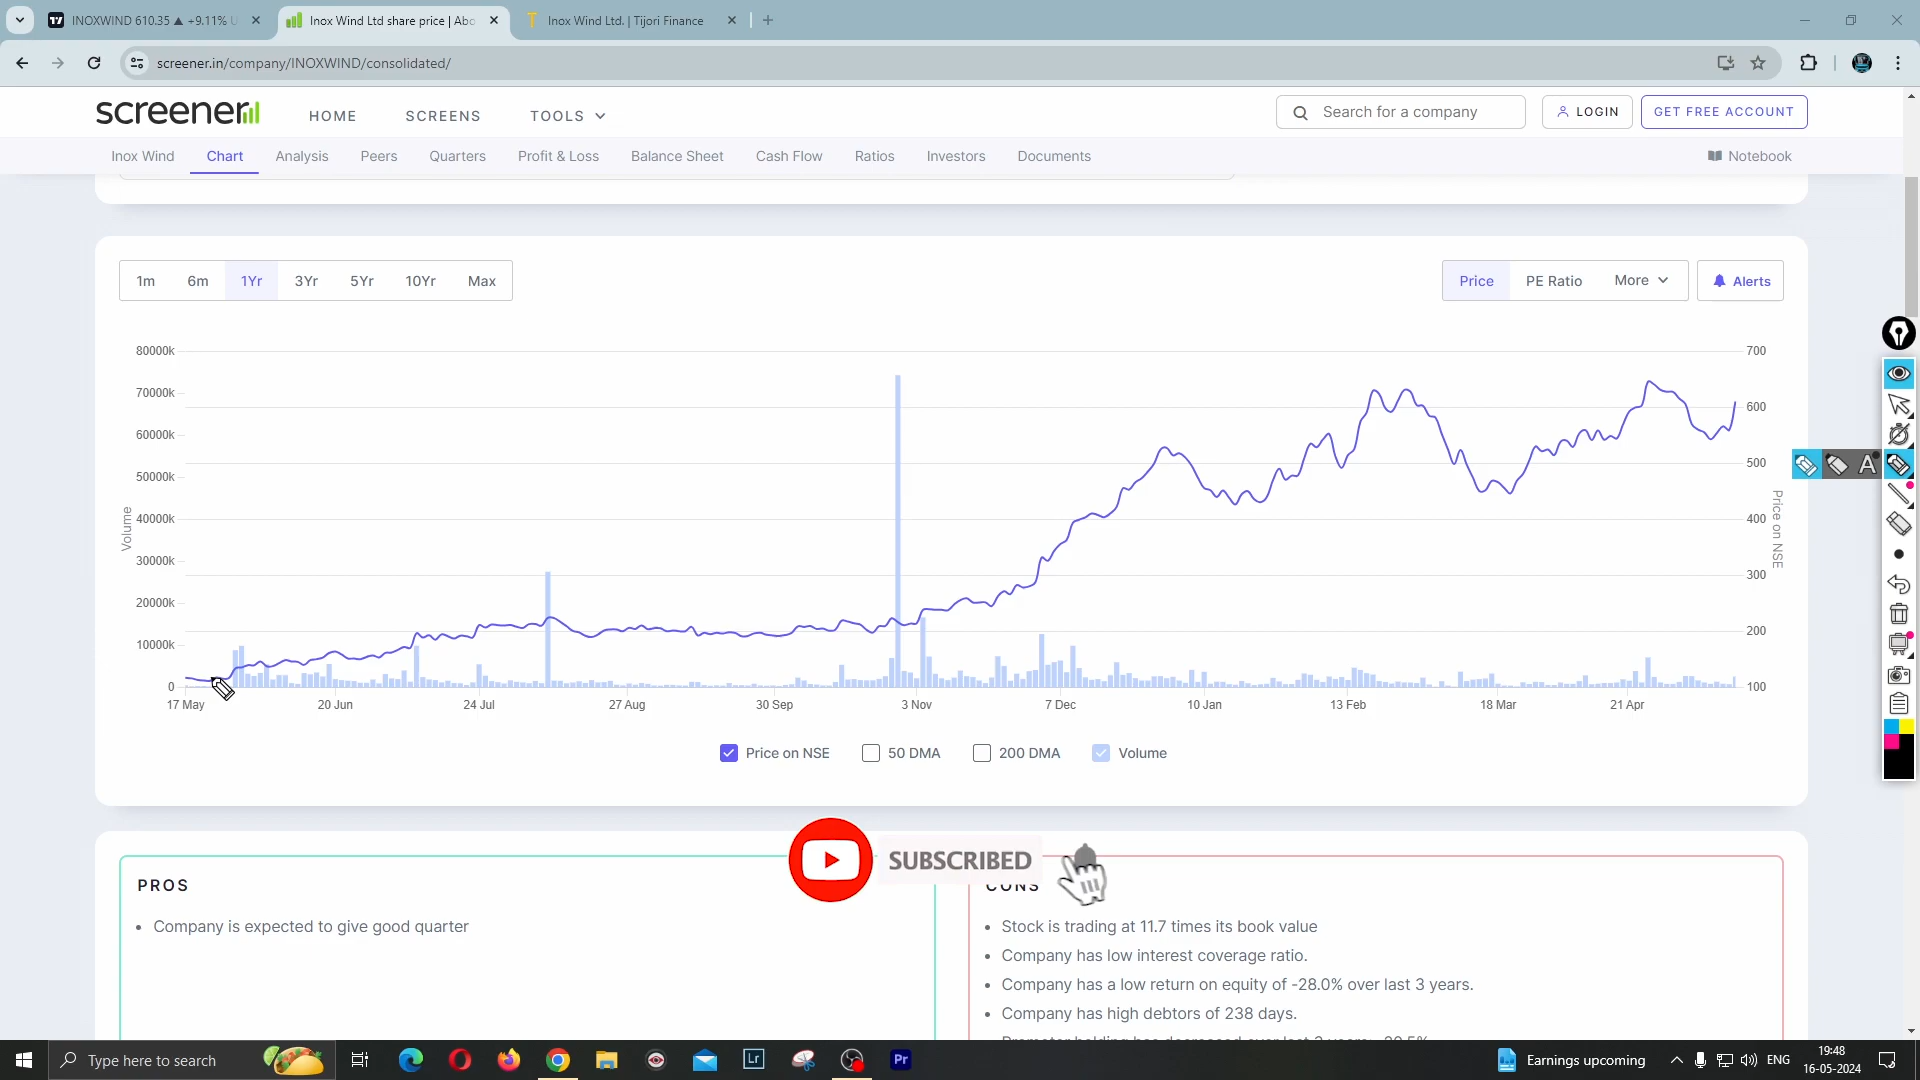 INOXWIND 610.35 ▲ +9.11% U
Inox Wind Ltd share price | Abo
Inox Wind Ltd. | Tijori Finance
screener.in/company/INOXWIND/consolidated/
screener
HOME
SCREENS
TOOLS
Search for a company
LOGIN
GET FREE ACCOUNT
Inox Wind
Chart
Analysis
Peers
Quarters
Profit & Loss
Balance Sheet
Cash Flow
Ratios
Investors
Documents
Notebook
1m
6m
1Yr
3Yr
5Yr
10Yr
Max
Price
PE Ratio
More
Alerts
80000k
70000k
60000k
50000k
40000k
30000k
20000k
10000k
0
Volume
700
600
500
400
300
200
100
Price on NSE
17 May
20 Jun
24 Jul
27 Aug
30 Sep
3 Nov
7 Dec
10 Jan
13 Feb
18 Mar
21 Apr
Price on NSE
50 DMA
200 DMA
Volume
A
SUBSCRIBED
PROS
• Company is expected to give good quarter
CONS
• Stock is trading at 11.7 times its book value
• Company has low interest coverage ratio.
• Company has a low return on equity of -28.0% over last 3 years.
• Company has high debtors of 238 days.
Type here to search
Lr
Pr
Earnings upcoming
ENG
19:48
16-05-2024